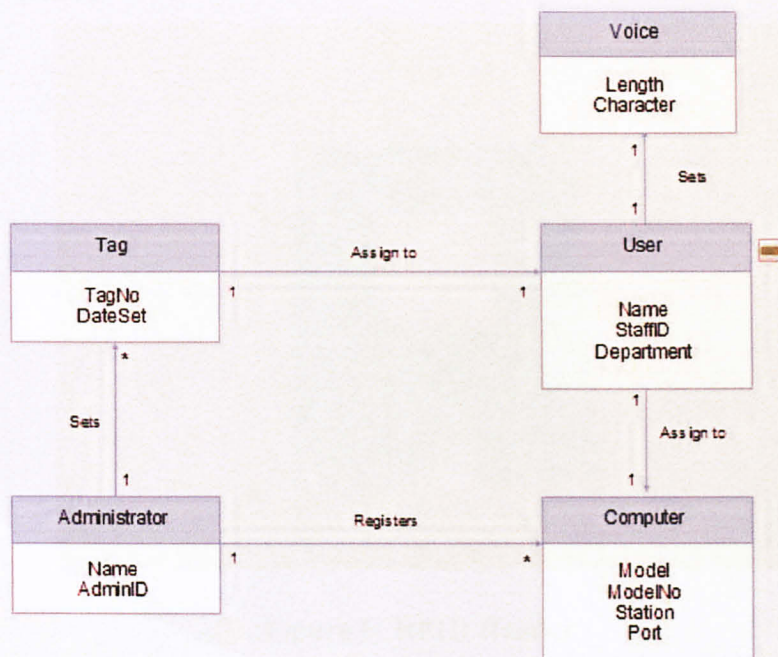 Voice
Length
Character
1
Sets
1
Tag
TagNo
DateSet
Assign to
1
1
User
Name
StaffID
Department
*
Sets
1
1
Assign to
1
Administrator
Name
AdminID
Registers
1
*
Computer
Model
ModelNo
Station
Port